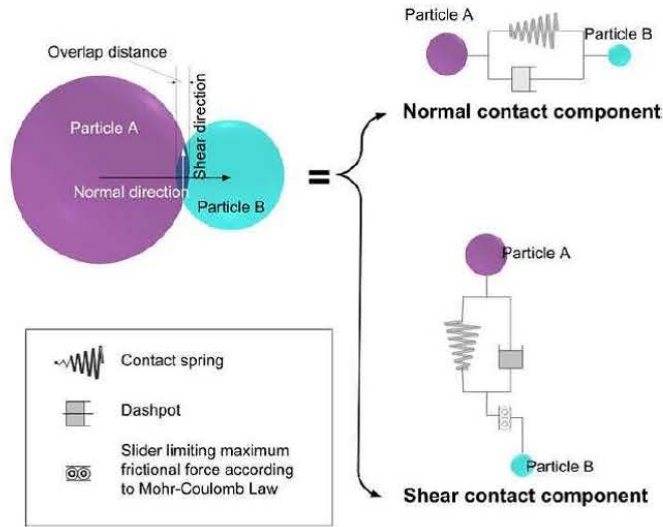 Overlap distance
Shear direction
Particle A
Normal direction
Particle B
=
Particle A
Particle B
Normal contact component
Particle A
Particle B
Shear contact component
Contact spring
Dashpot
Slider limiting maximum
frictional force according
to Mohr-Coulomb Law